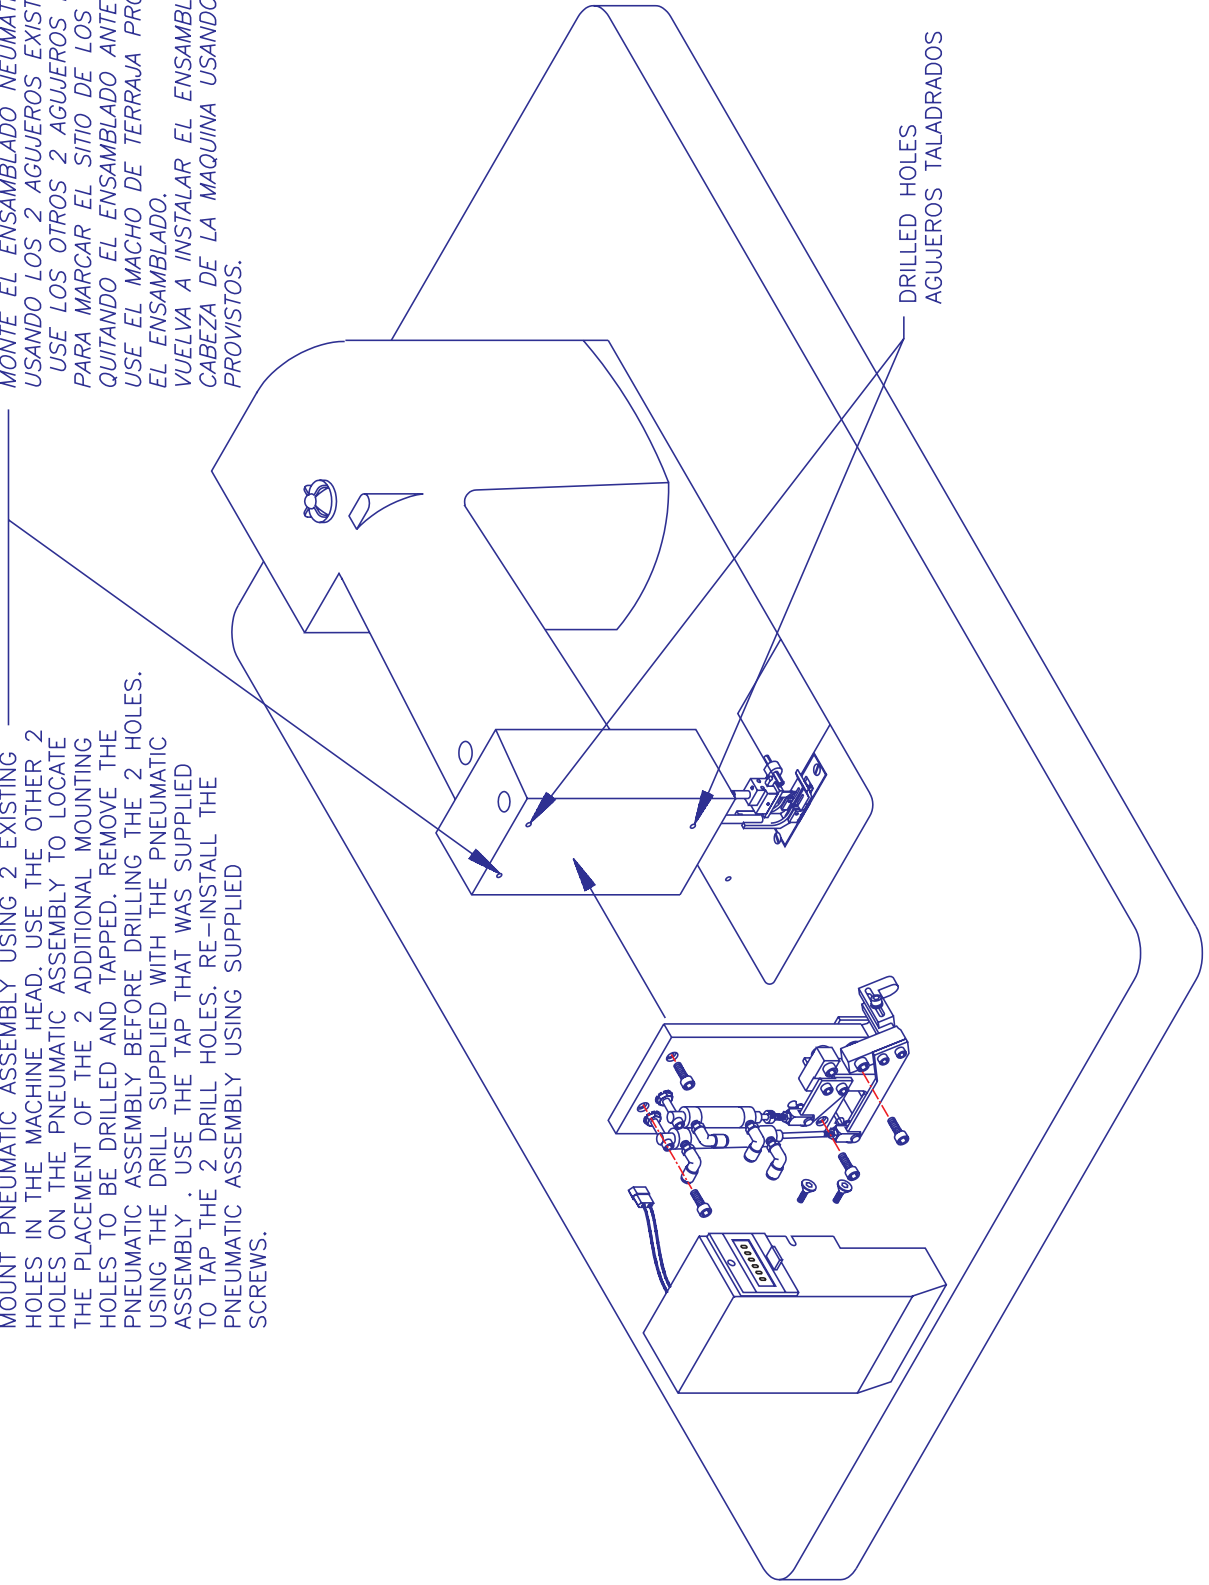 MOUNT PNEUMATIC ASSEMBLY USING 2 EXISTING
HOLES IN THE MACHINE HEAD. USE THE OTHER 2
HOLES ON THE PNEUMATIC ASSEMBLY TO LOCATE
THE PLACEMENT OF THE 2 ADDITIONAL MOUNTING
HOLES TO BE DRILLED AND TAPPED. REMOVE THE
PNEUMATIC ASSEMBLY BEFORE DRILLING THE 2 HOLES.
USING THE DRILL SUPPLIED WITH THE PNEUMATIC
ASSEMBLY . USE THE TAP THAT WAS SUPPLIED
TO TAP THE 2 DRILL HOLES. RE-INSTALL THE
PNEUMATIC ASSEMBLY USING SUPPLIED
SCREWS.
MONTE EL ENSAMBLADO
USANDO LOS 2 AGUJEROS
USE LOS OTROS 2 AGUJEROS
PARA MARCAR EL SITIO DE LOS
QUITANDO EL ENSAMBLADO
USE EL MACHO DE TERRAJA
EL ENSAMBLADO.
VUELVA A INSTALAR EL
CABEZA DE LA MAQUINA USANDO
PROVISTOS.
DRILLED HOLES
AGUJEROS TALADRADOS
000000